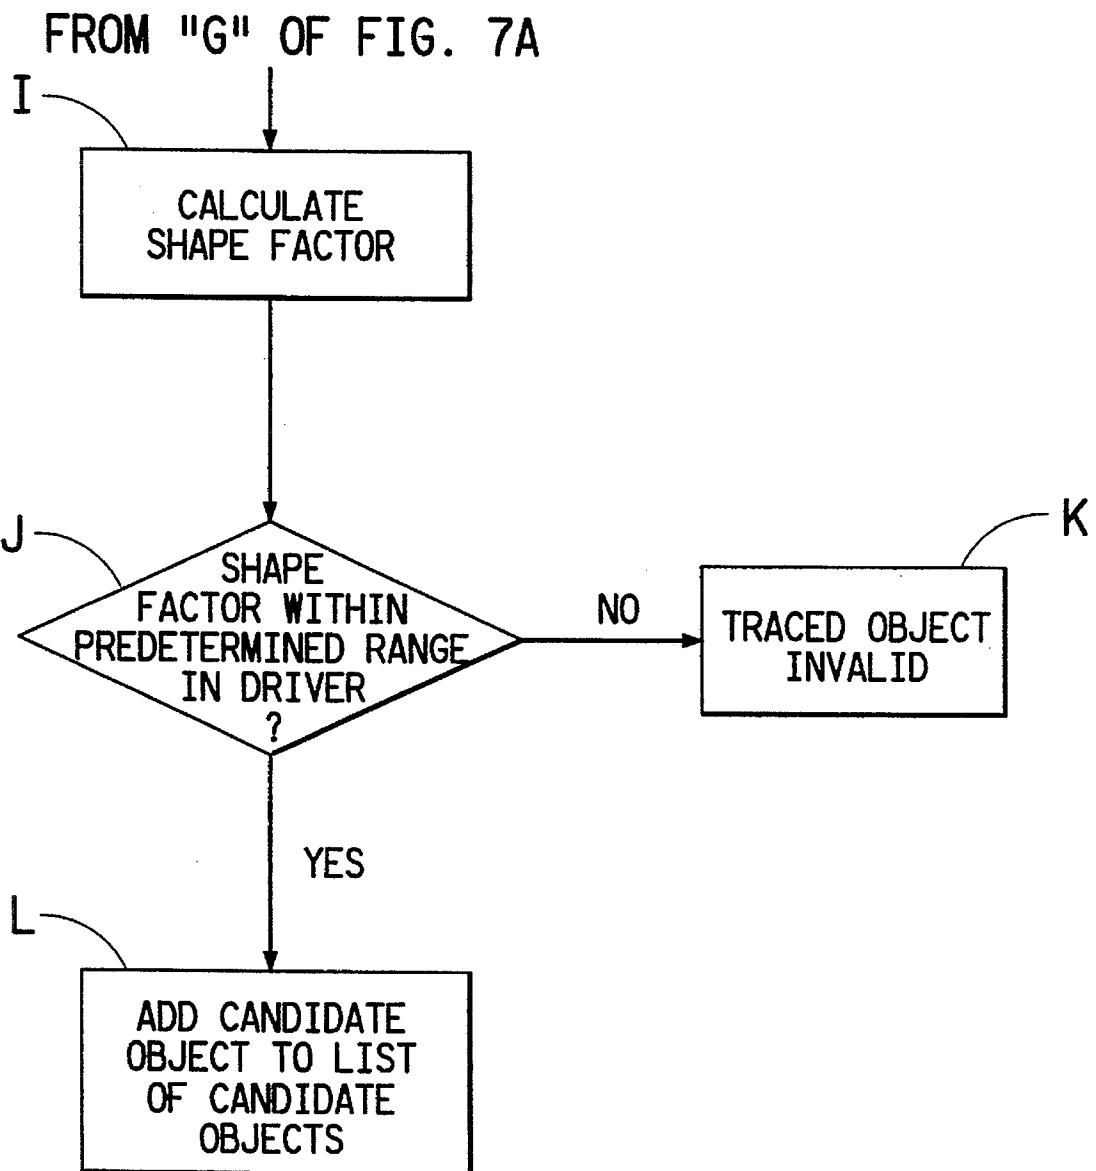 FROM "G" OF FIG. 7A
I
CALCULATE
SHAPE FACTOR
J
SHAPE
FACTOR WITHIN
PREDETERMINED RANGE
IN DRIVER
?
NO
K
TRACED OBJECT
INVALID
YES
L
ADD CANDIDATE
OBJECT TO LIST
OF CANDIDATE
OBJECTS